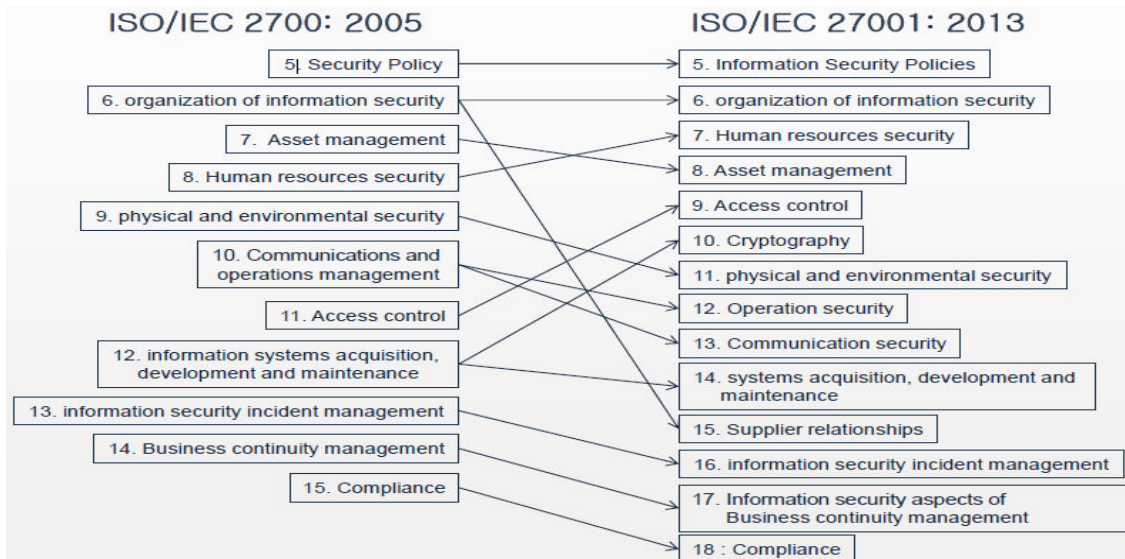 ISO/IEC 2700: 2005
5. Security Policy
6. organization of information security
7. Asset management
8. Human resources security
9. physical and environmental security
10. Communications and
operations management
11. Access control
12. information systems acquisition,
development and maintenance
13. information security incident management
14. Business continuity management
15. Compliance
ISO/IEC 27001: 2013
5. Information Security Policies
6. organization of information security
7. Human resources security
8. Asset management
9. Access control
10. Cryptography
11. physical and environmental security
12. Operation security
13. Communication security
14. systems acquisition, development and
maintenance
15. Supplier relationships
16. information security incident management
17. Information security aspects of
Business continuity management
18 : Compliance